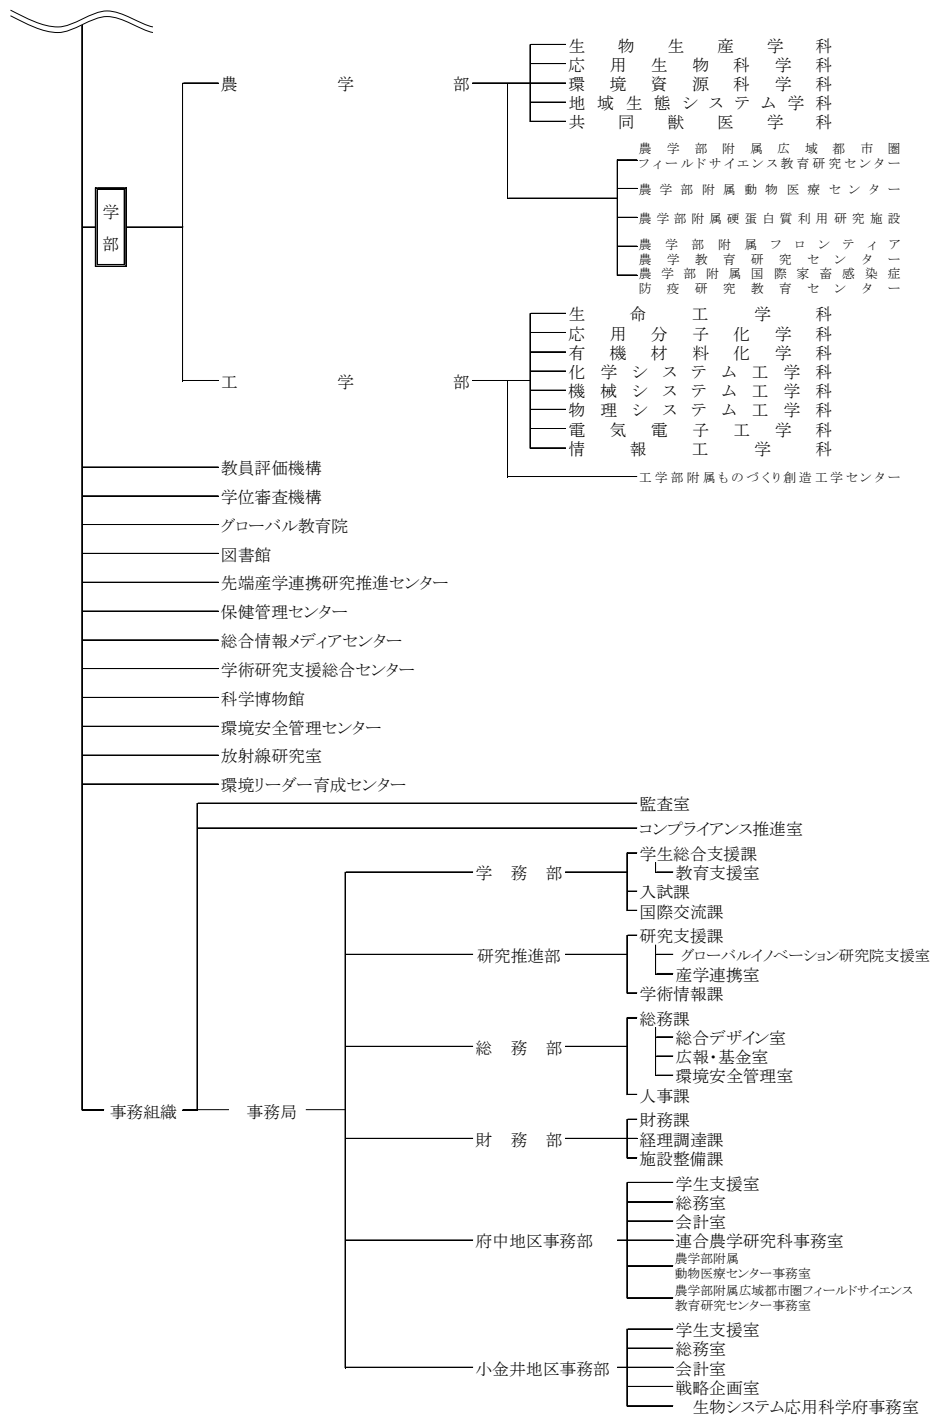 生物生産学科
応用生物科学科
農学部
環境資源科学科
地域生態システム学科
共同獣医学科
農学部附属広域都市圏
フィールドサイエンス教育研究センター
農学部附属動物医療センター
学部
農学部附属硬蛋白質利用研究施設
農学部附属フロンティア
農学教育研究センター
農学部附属国際家畜感染症
防疫研究教育センター
生命工学科
応用分子化学科
有機材料化学科
化学システム工学科
工学部
機械システム工学科
物理システム工学科
電気電子工学科
情報工学科
教員評価機構
工学部附属ものづくり創造工学センター
学位審査機構
グローバル教育院
図書館
先端産学連携研究推進センター
保健管理センター
総合情報メディアセンター
学術研究支援総合センター
科学博物館
環境安全管理センター
放射線研究室
環境リーダー育成センター
監査室
コンプライアンス推進室
学生総合支援課
学務部
教育支援室
入試課
国際交流課
研究支援課
研究推進部
グローバルイノベーション研究院支援室
産学連携室
学術情報課
総務課
総合デザイン室
総務部
広報・基金室
環境安全管理室
人事課
事務組織
事務局
財務課
財務部
経理調達課
施設整備課
学生支援室
総務室
会計室
府中地区事務部
連合農学研究科事務室
農学部附属
動物医療センター事務室
農学部附属広域都市圏フィールドサイエンス
教育研究センター事務室
学生支援室
総務室
小金井地区事務部
会計室
戦略企画室
生物システム応用科学府事務室